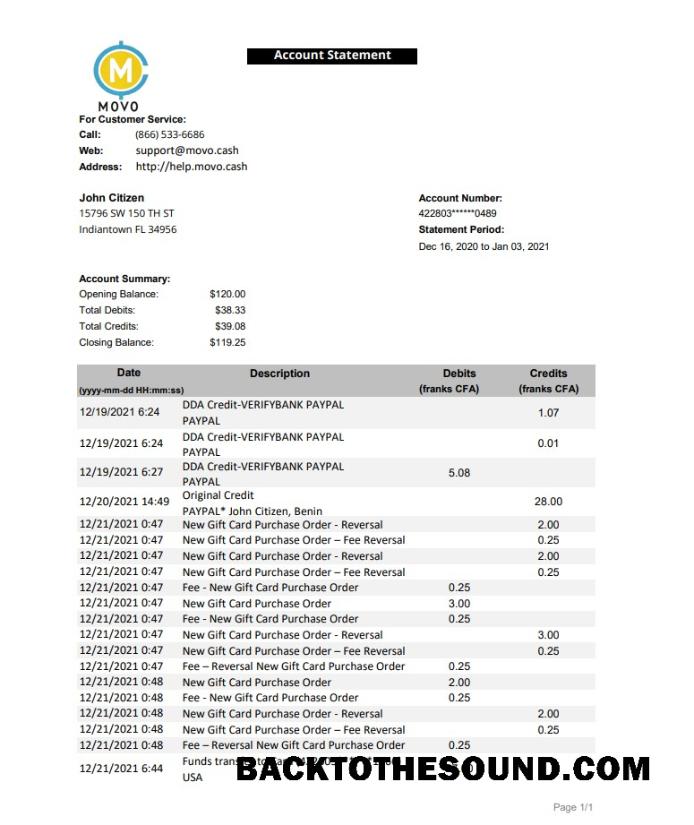 Account Statement
M
MOVO
For Customer Service:
Call: (866) 533-6686
Web: support@movo.cash
Address: http://help.movo.cash
John Citizen
15796 SW 150 TH ST
Indiantown FL 34956
Account Number:
422803******0489
Statement Period:
Dec 16, 2020 to Jan 03, 2021
Account Summary:
Opening Balance: $120.00
Total Debits: $38.33
Total Credits: $39.08
Closing Balance: $119.25
Date Description Debits Credits
(yyyy-mm-dd HH:mm:ss) (franks CFA) (franks CFA)
12/19/2021 6:24 DDA Credit-VERIFYBANK PAYPAL 1.07
PAYPAL
12/19/2021 6:24 DDA Credit-VERIFYBANK PAYPAL 0.01
PAYPAL
12/19/2021 6:27 DDA Credit-VERIFYBANK PAYPAL 5.08
PAYPAL
12/20/2021 14:49 Original Credit 28.00
PAYPAL* John Citizen, Benin
12/21/2021 0:47 New Gift Card Purchase Order - Reversal 2.00
12/21/2021 0:47 New Gift Card Purchase Order – Fee Reversal 0.25
12/21/2021 0:47 New Gift Card Purchase Order - Reversal 2.00
12/21/2021 0:47 New Gift Card Purchase Order – Fee Reversal 0.25
12/21/2021 0:47 Fee - New Gift Card Purchase Order 0.25
12/21/2021 0:47 New Gift Card Purchase Order 3.00
12/21/2021 0:47 Fee - New Gift Card Purchase Order 0.25
12/21/2021 0:47 New Gift Card Purchase Order - Reversal 3.00
12/21/2021 0:47 New Gift Card Purchase Order – Fee Reversal 0.25
12/21/2021 0:47 Fee – Reversal New Gift Card Purchase Order 0.25
12/21/2021 0:48 New Gift Card Purchase Order 2.00
12/21/2021 0:48 Fee - New Gift Card Purchase Order 0.25
12/21/2021 0:48 New Gift Card Purchase Order - Reversal 2.00
12/21/2021 0:48 New Gift Card Purchase Order – Fee Reversal 0.25
12/21/2021 0:48 Fee – Reversal New Gift Card Purchase Order 0.25
12/21/2021 6:44 Funds
USA
BACKTOTHESOUND.COM
Page 1/1